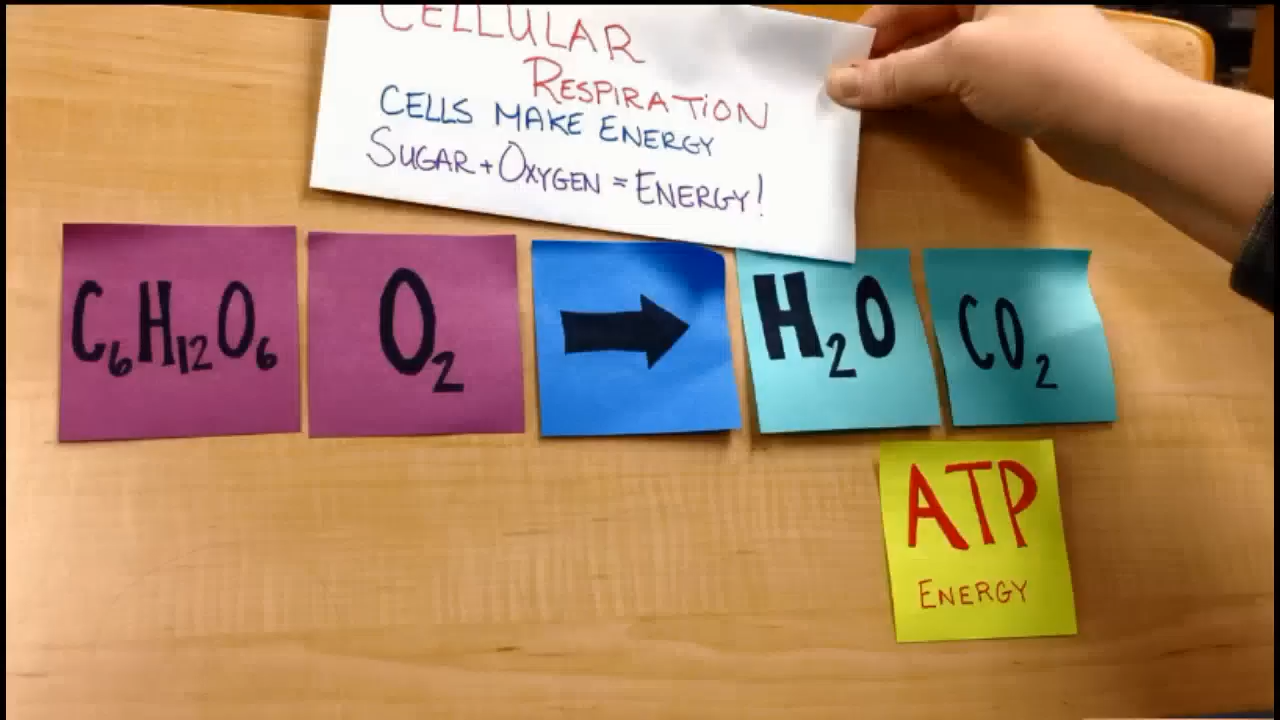 CELLULAR
RESPIRATION
CELLS MAKE ENERGY
SUGAR + OXYGEN = ENERGY!
C₆H₁₂O₆ O₂ → H₂O CO₂
ATP
ENERGY